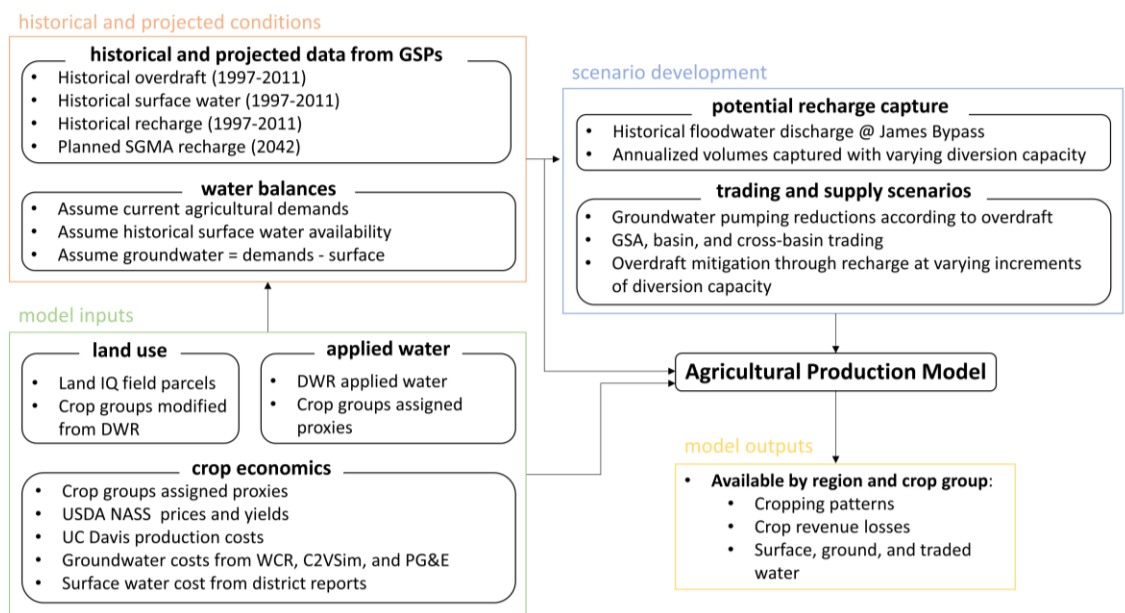 historical and projected conditions
historical and projected data from GSPs
• Historical overdraft (1997-2011)
• Historical surface water (1997-2011)
• Historical recharge (1997-2011)
• Planned SGMA recharge (2042)
water balances
• Assume current agricultural demands
• Assume historical surface water availability
• Assume groundwater = demands - surface
model inputs
land use
• Land IQ field parcels
• Crop groups modified
from DWR
applied water
• DWR applied water
• Crop groups assigned
proxies
crop economics
• Crop groups assigned proxies
• USDA NASS prices and yields
• UC Davis production costs
• Groundwater costs from WCR, C2VSim, and PG&E
• Surface water cost from district reports
scenario development
potential recharge capture
• Historical floodwater discharge @ James Bypass
• Annualized volumes captured with varying diversion capacity
trading and supply scenarios
• Groundwater pumping reductions according to overdraft
• GSA, basin, and cross-basin trading
• Overdraft mitigation through recharge at varying increments
of diversion capacity
Agricultural Production Model
model outputs
• Available by region and crop group:
• Cropping patterns
• Crop revenue losses
• Surface, ground, and traded
water